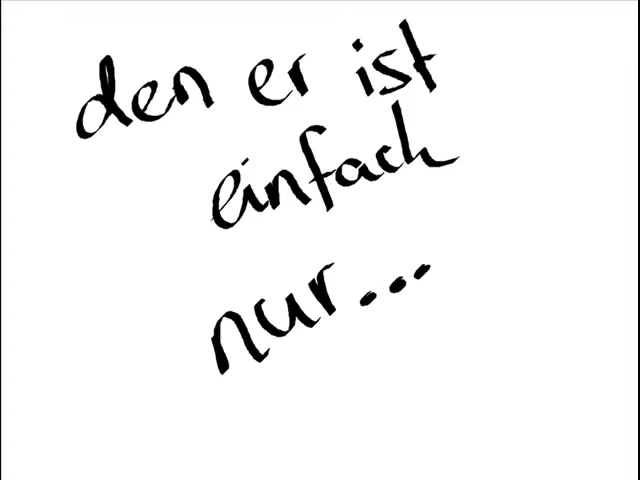 den er ist
einfach
nur...